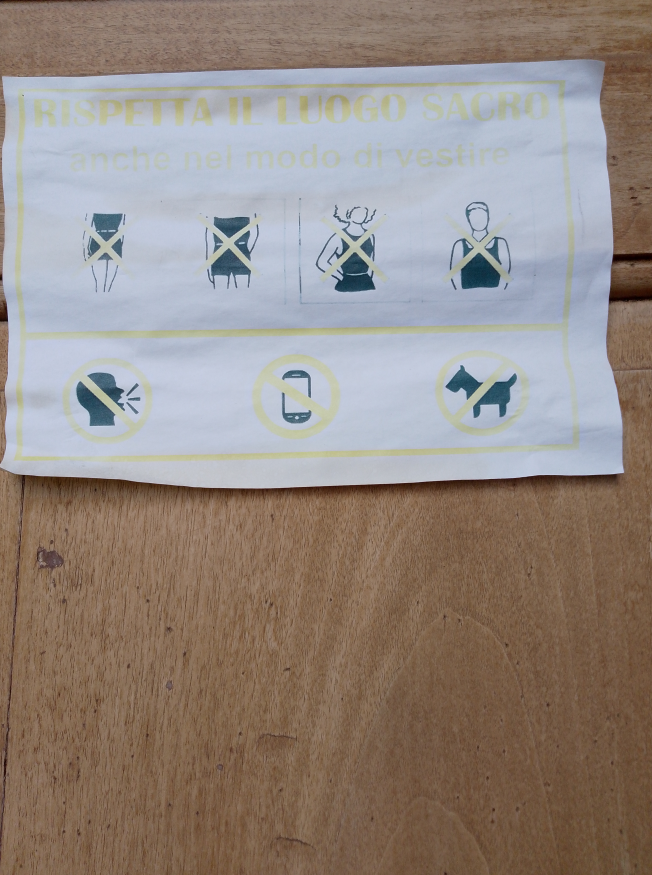 RISPETTA IL LUOGO SACRO
anche nel modo di vestire